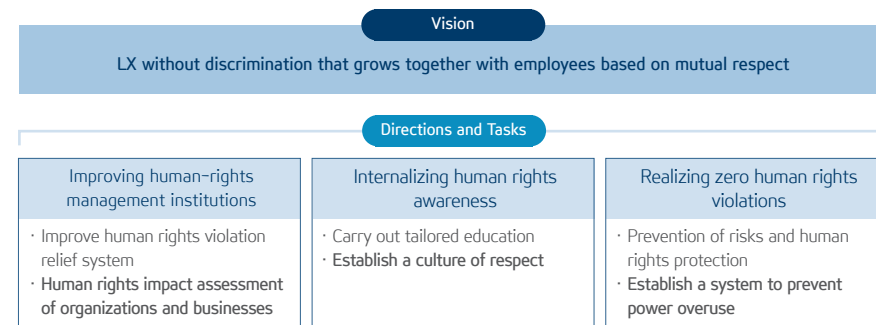 Vision
LX without discrimination that grows together with employees based on mutual respect
Directions and Tasks
Improving human-rights
management institutions
· Improve human rights violation
relief system
· Human rights impact assessment
of organizations and businesses
Internalizing human rights
awareness
· Carry out tailored education
· Establish a culture of respect
Realizing zero human rights
violations
· Prevention of risks and human
rights protection
· Establish a system to prevent
power overuse